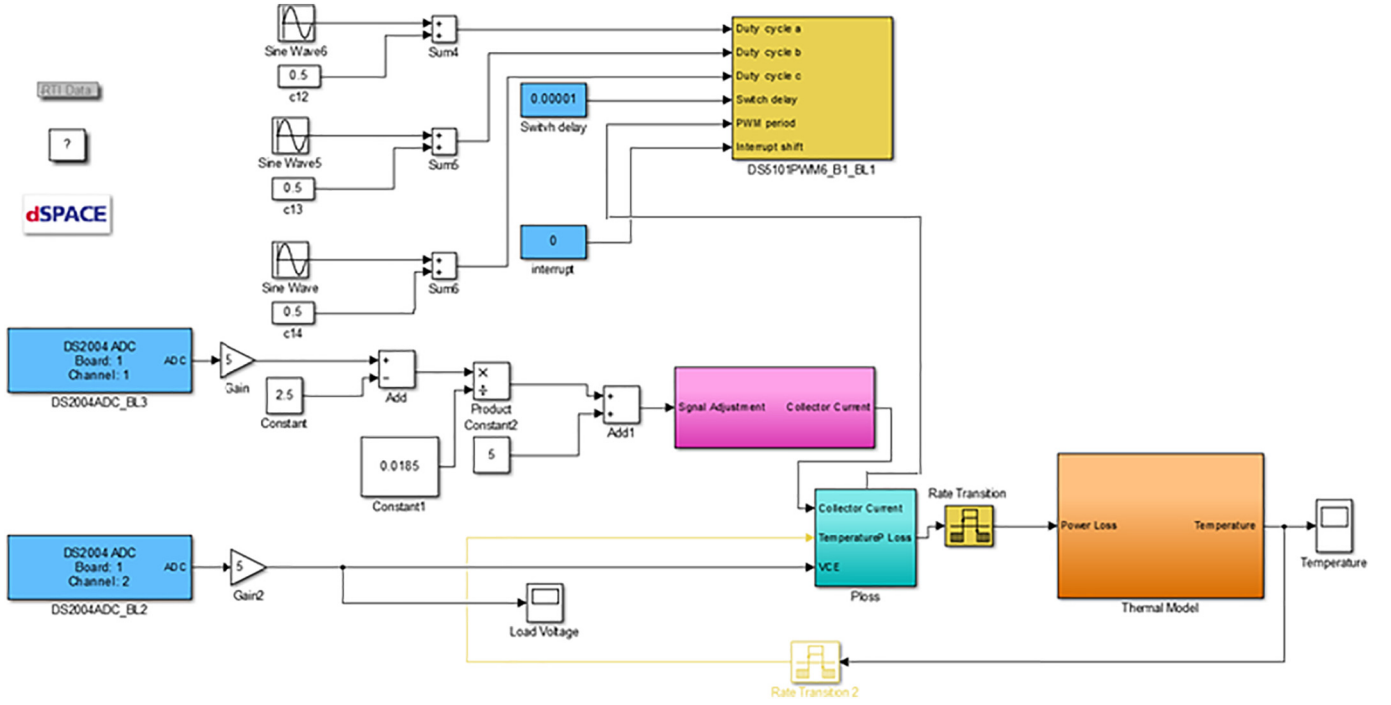 Sine Wave6
0.5
c12
Sum4
Duty cycle a
Duty cycle b
Duty cycle c
Switch delay
PWM period
Interrupt shift
DS5101PWM6_B1_BL1
RTI Data
?
dSPACE
0.00001
Switvh delay
Sine Wave5
0.5
c13
Sum5
0
interrupt
Sine Wave
0.5
c14
Sum6
DS2004 ADC
Board: 1
Channel: 1
ADC
DS2004ADC_BL3
5
Gain
2.5
Constant
+
−
Add
×
÷
Product
Constant2
0.0185
Constant1
5
Add1
Sgnal Adjustment
Collector Current
DS2004 ADC
Board: 1
Channel: 2
ADC
DS2004ADC_BL2
5
Gain2
Load Voltage
Collector Current
Temperature
P Loss
VCE
Ploss
Rate Transition
Power Loss
Temperature
Thermal Model
Temperature
Rate Transition 2